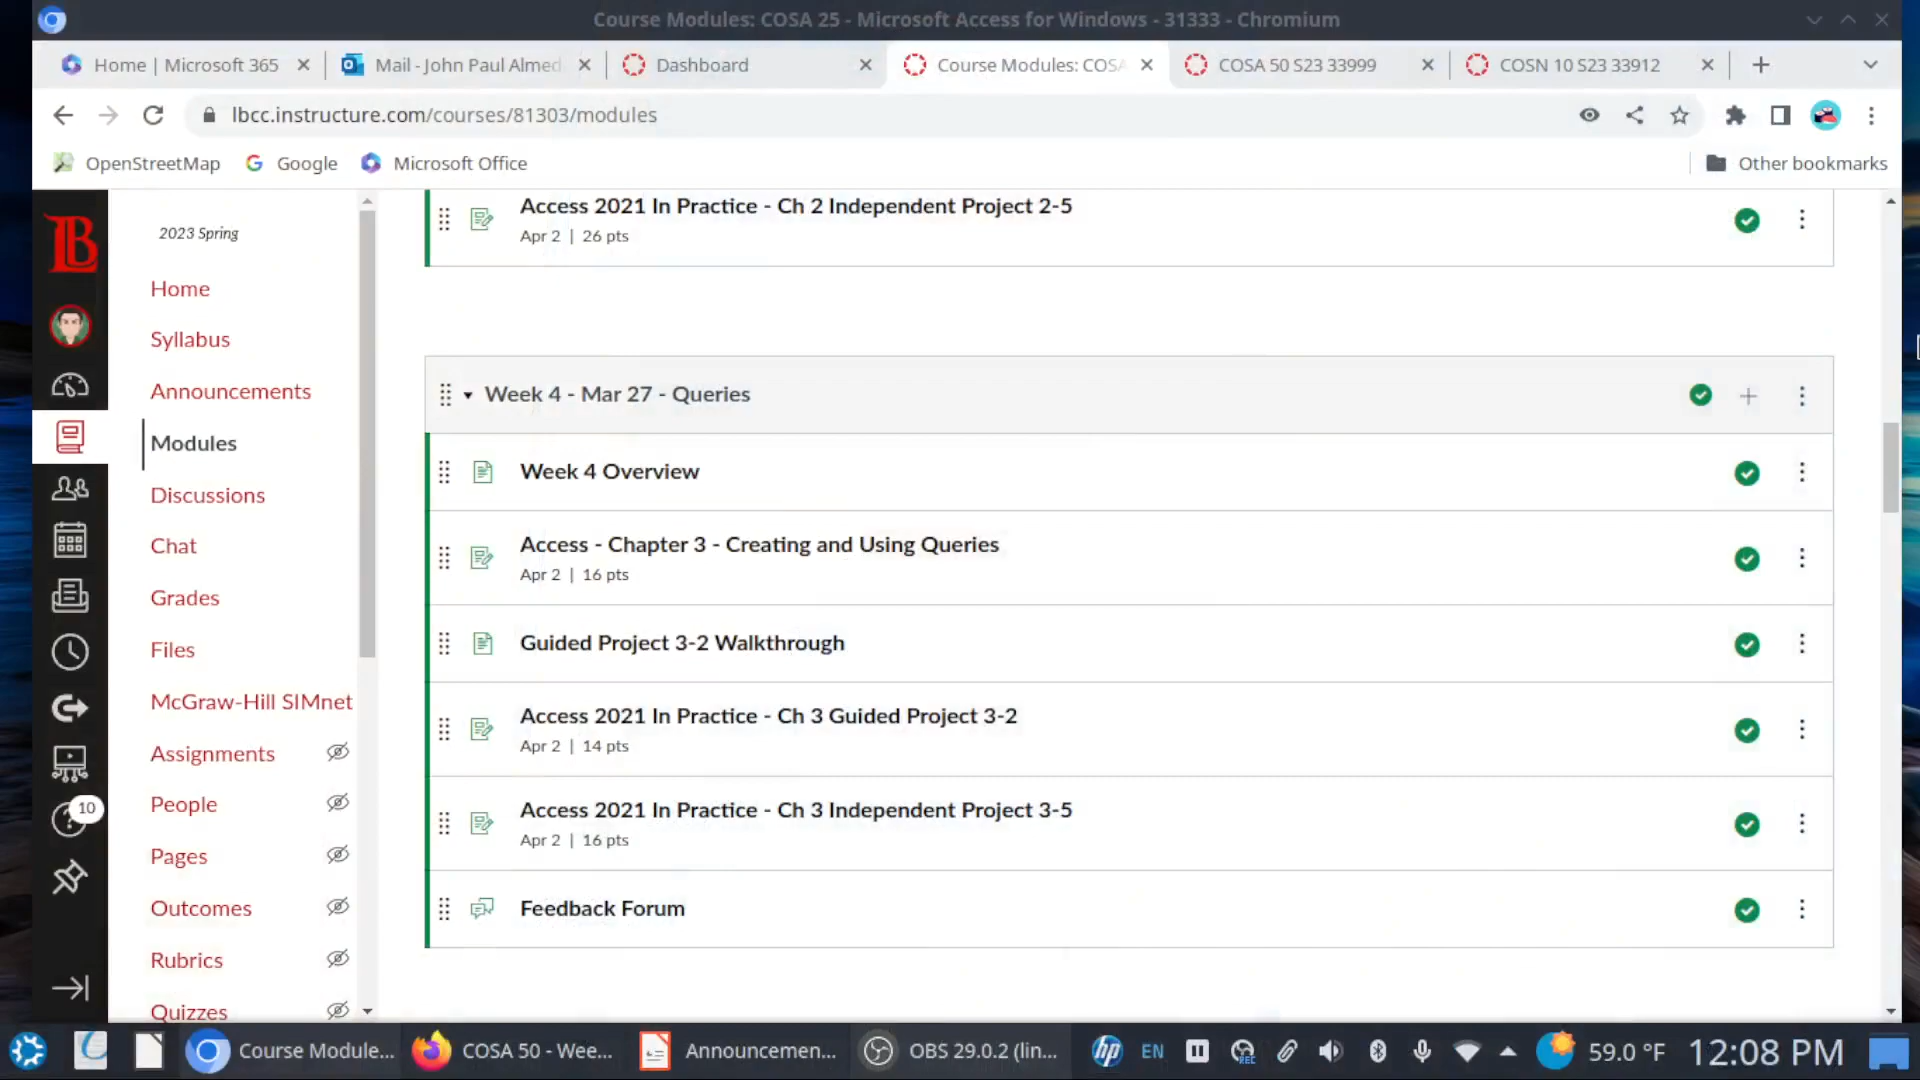 Course Modules: COSA 25 - Microsoft Access for Windows - 31333 - Chromium
Home | Microsoft 365
Mail - John Paul Almed
Dashboard
Course Modules: COSA
COSA 50 S23 33999
COSN 10 S23 33912
lbcc.instructure.com/courses/81303/modules
OpenStreetMap
Google
Microsoft Office
Other bookmarks
2023 Spring
Home
Syllabus
Announcements
Modules
Discussions
Chat
Grades
Files
McGraw-Hill SIMnet
Assignments
People
Pages
Outcomes
Rubrics
Quizzes
10
Access 2021 In Practice - Ch 2 Independent Project 2-5
Apr 2 | 26 pts
Week 4 - Mar 27 - Queries
Week 4 Overview
Access - Chapter 3 - Creating and Using Queries
Apr 2 | 16 pts
Guided Project 3-2 Walkthrough
Access 2021 In Practice - Ch 3 Guided Project 3-2
Apr 2 | 14 pts
Access 2021 In Practice - Ch 3 Independent Project 3-5
Apr 2 | 16 pts
Feedback Forum
Course Module...
COSA 50 - Wee...
Announcemen...
OBS 29.0.2 (lin...
hp
EN
REC
59.0 °F
12:08 PM